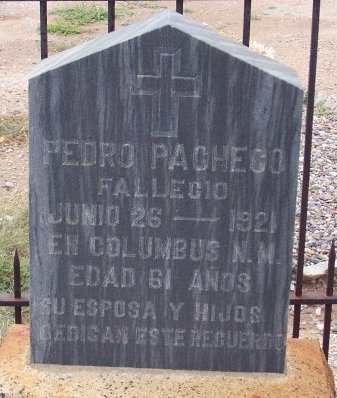 PEDRO PACHECO
FALLECIO
JUNIO 26 — 1921
EN COLUMBUS N.M.
EDAD 61 AÑOS
SU ESPOSA Y HIJOS
DEDICAN ESTE RECUERDO